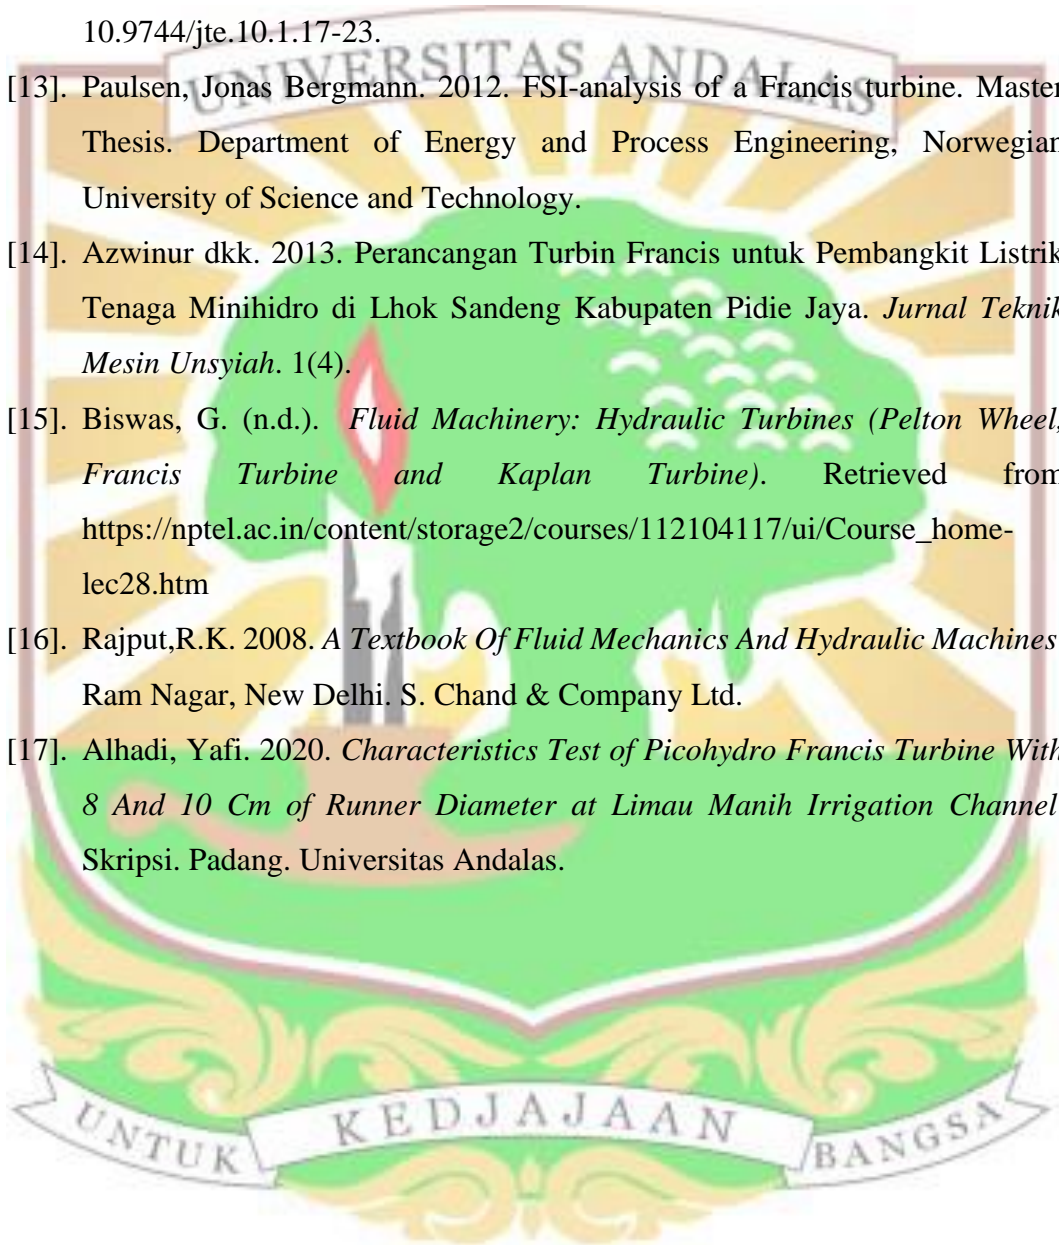 10.9744/jte.10.1.17-23.
UNIVERSITAS ANDALAS
[13]. Paulsen, Jonas Bergmann. 2012. FSI-analysis of a Francis turbine. Master
Thesis. Department of Energy and Process Engineering, Norwegian
University of Science and Technology.
[14]. Azwinur dkk. 2013. Perancangan Turbin Francis untuk Pembangkit Listrik
Tenaga Minihidro di Lhok Sandeng Kabupaten Pidie Jaya. Jurnal Teknik
Mesin Unsyiah. 1(4).
[15]. Biswas, G. (n.d.). Fluid Machinery: Hydraulic Turbines (Pelton Wheel,
Francis Turbine and Kaplan Turbine). Retrieved from
https://nptel.ac.in/content/storage2/courses/112104117/ui/Course_home-
lec28.htm
[16]. Rajput,R.K. 2008. A Textbook Of Fluid Mechanics And Hydraulic Machines
Ram Nagar, New Delhi. S. Chand & Company Ltd.
[17]. Alhadi, Yafi. 2020. Characteristics Test of Picohydro Francis Turbine With
8 And 10 Cm of Runner Diameter at Limau Manih Irrigation Channel
Skripsi. Padang. Universitas Andalas.
UNTUK KEDJAJAAN BANGSA